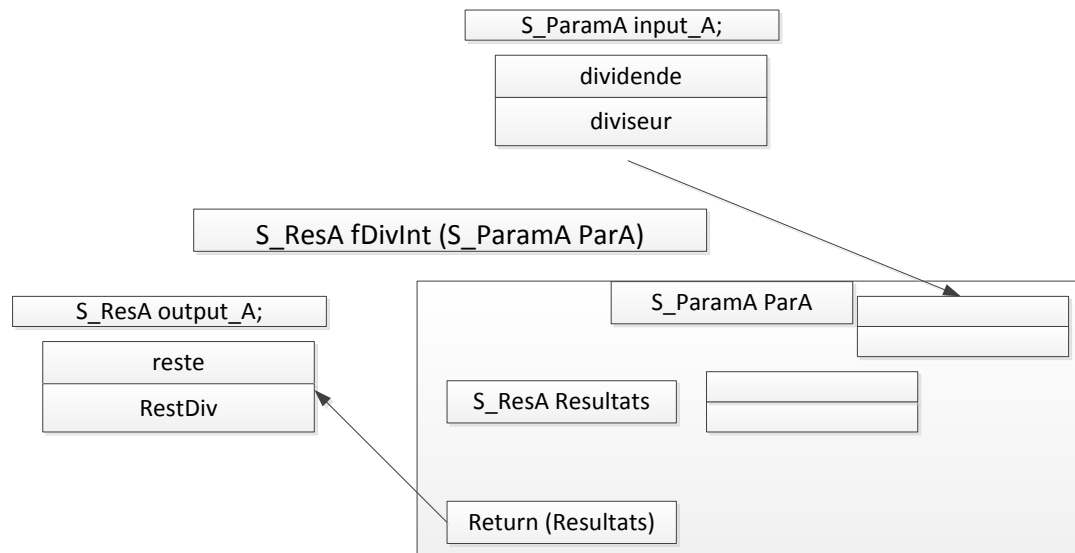 S_ParamA input_A;
dividende
diviseur
S_ResA fDivInt (S_ParamA ParA)
S_ParamA ParA
S_ResA output_A;
reste
RestDiv
S_ResA Resultats
Return (Resultats)